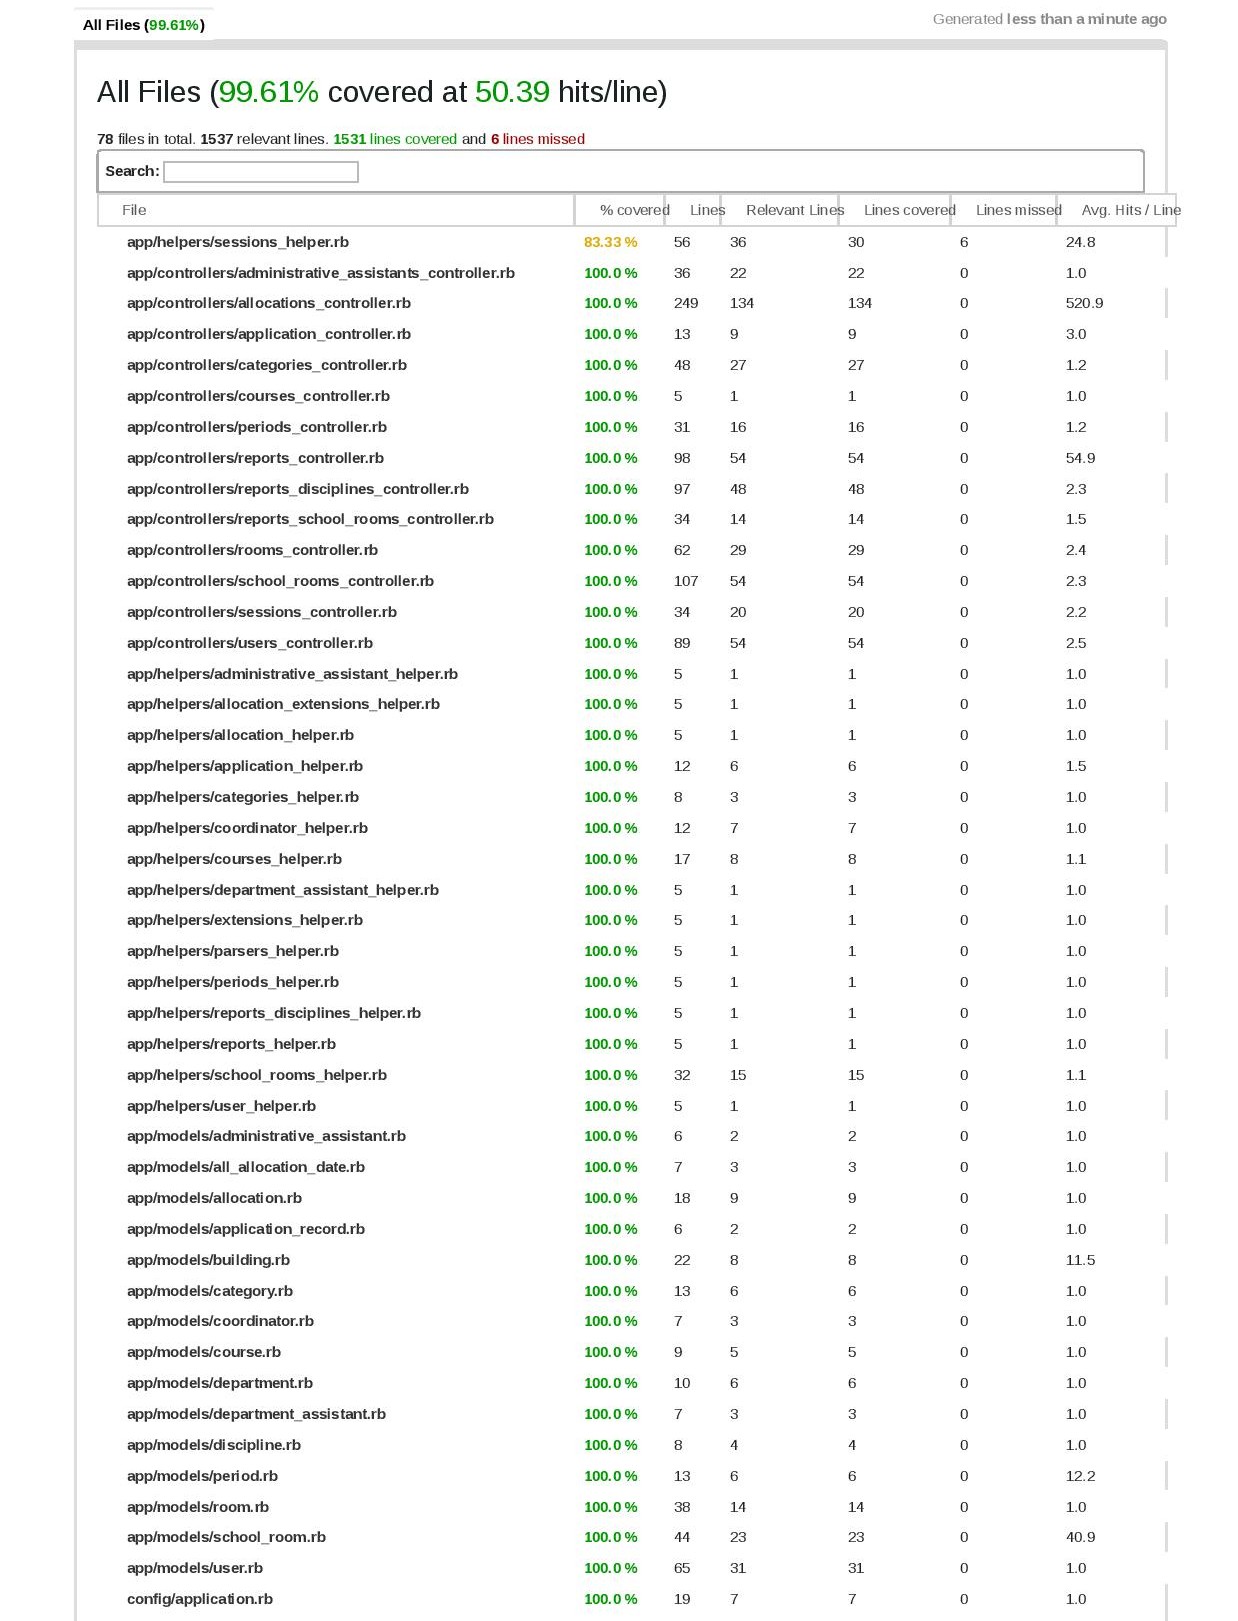 All Files (99.61%)
Generated less than a minute ago
All Files (99.61% covered at 50.39 hits/line)
78 files in total. 1537 relevant lines. 1531 lines covered and 6 lines missed
Search:
File % covered Lines Relevant Lines Lines covered Lines missed Avg. Hits / Line
app/helpers/sessions_helper.rb 83.33 % 56 36 30 6 24.8
app/controllers/administrative_assistants_controller.rb 100.0 % 36 22 22 0 1.0
app/controllers/allocations_controller.rb 100.0 % 249 134 134 0 520.9
app/controllers/application_controller.rb 100.0 % 13 9 9 0 3.0
app/controllers/categories_controller.rb 100.0 % 48 27 27 0 1.2
app/controllers/courses_controller.rb 100.0 % 5 1 1 0 1.0
app/controllers/periods_controller.rb 100.0 % 31 16 16 0 1.2
app/controllers/reports_controller.rb 100.0 % 98 54 54 0 54.9
app/controllers/reports_disciplines_controller.rb 100.0 % 97 48 48 0 2.3
app/controllers/reports_school_rooms_controller.rb 100.0 % 34 14 14 0 1.5
app/controllers/rooms_controller.rb 100.0 % 62 29 29 0 2.4
app/controllers/school_rooms_controller.rb 100.0 % 107 54 54 0 2.3
app/controllers/sessions_controller.rb 100.0 % 34 20 20 0 2.2
app/controllers/users_controller.rb 100.0 % 89 54 54 0 2.5
app/helpers/administrative_assistant_helper.rb 100.0 % 5 1 1 0 1.0
app/helpers/allocation_extensions_helper.rb 100.0 % 5 1 1 0 1.0
app/helpers/allocation_helper.rb 100.0 % 5 1 1 0 1.0
app/helpers/application_helper.rb 100.0 % 12 6 6 0 1.5
app/helpers/categories_helper.rb 100.0 % 8 3 3 0 1.0
app/helpers/coordinator_helper.rb 100.0 % 12 7 7 0 1.0
app/helpers/courses_helper.rb 100.0 % 17 8 8 0 1.1
app/helpers/department_assistant_helper.rb 100.0 % 5 1 1 0 1.0
app/helpers/extensions_helper.rb 100.0 % 5 1 1 0 1.0
app/helpers/parsers_helper.rb 100.0 % 5 1 1 0 1.0
app/helpers/periods_helper.rb 100.0 % 5 1 1 0 1.0
app/helpers/reports_disciplines_helper.rb 100.0 % 5 1 1 0 1.0
app/helpers/reports_helper.rb 100.0 % 5 1 1 0 1.0
app/helpers/school_rooms_helper.rb 100.0 % 32 15 15 0 1.1
app/helpers/user_helper.rb 100.0 % 5 1 1 0 1.0
app/models/administrative_assistant.rb 100.0 % 6 2 2 0 1.0
app/models/all_allocation_date.rb 100.0 % 7 3 3 0 1.0
app/models/allocation.rb 100.0 % 18 9 9 0 1.0
app/models/application_record.rb 100.0 % 6 2 2 0 1.0
app/models/building.rb 100.0 % 22 8 8 0 11.5
app/models/category.rb 100.0 % 13 6 6 0 1.0
app/models/coordinator.rb 100.0 % 7 3 3 0 1.0
app/models/course.rb 100.0 % 9 5 5 0 1.0
app/models/department.rb 100.0 % 10 6 6 0 1.0
app/models/department_assistant.rb 100.0 % 7 3 3 0 1.0
app/models/discipline.rb 100.0 % 8 4 4 0 1.0
app/models/period.rb 100.0 % 13 6 6 0 12.2
app/models/room.rb 100.0 % 38 14 14 0 1.0
app/models/school_room.rb 100.0 % 44 23 23 0 40.9
app/models/user.rb 100.0 % 65 31 31 0 1.0
config/application.rb 100.0 % 19 7 7 0 1.0